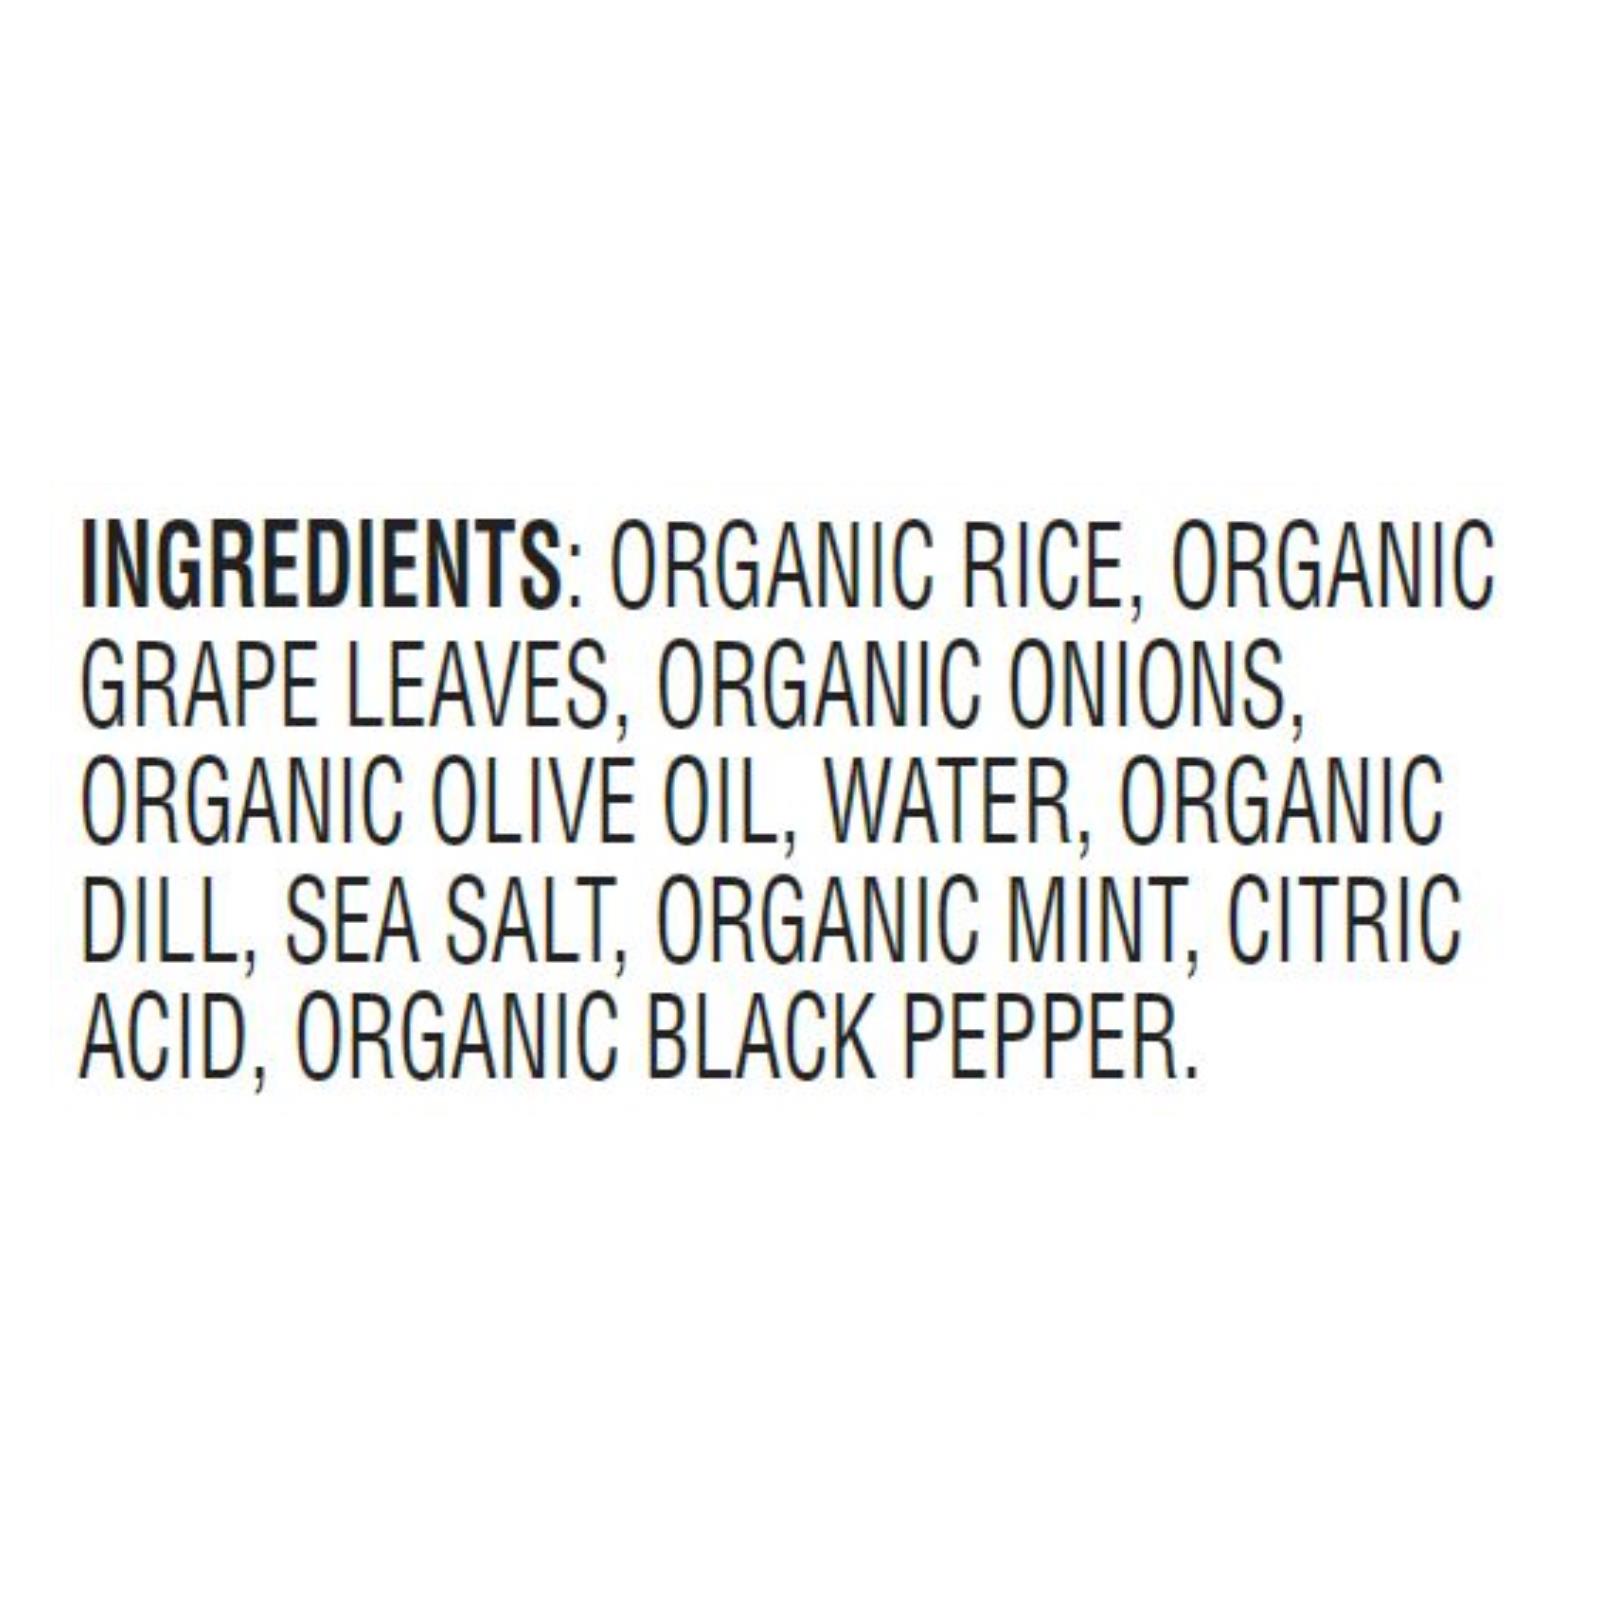 INGREDIENTS: ORGANIC RICE, ORGANIC
GRAPE LEAVES, ORGANIC ONIONS,
ORGANIC OLIVE OIL, WATER, ORGANIC
DILL, SEA SALT, ORGANIC MINT, CITRIC
ACID, ORGANIC BLACK PEPPER.